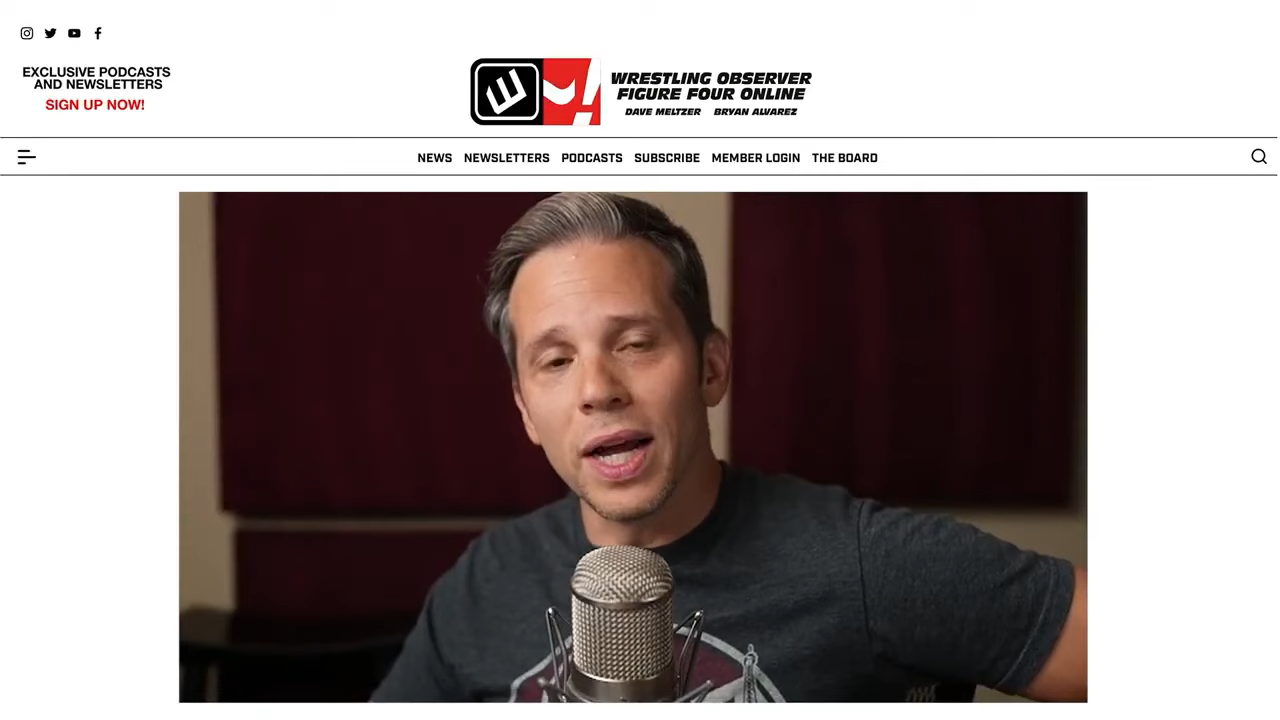 EXCLUSIVE PODCASTS
AND NEWSLETTERS
SIGN UP NOW!
WRESTLING OBSERVER
FIGURE FOUR ONLINE
DAVE MELTZER BRYAN ALVAREZ
NEWS NEWSLETTERS PODCASTS SUBSCRIBE MEMBER LOGIN THE BOARD